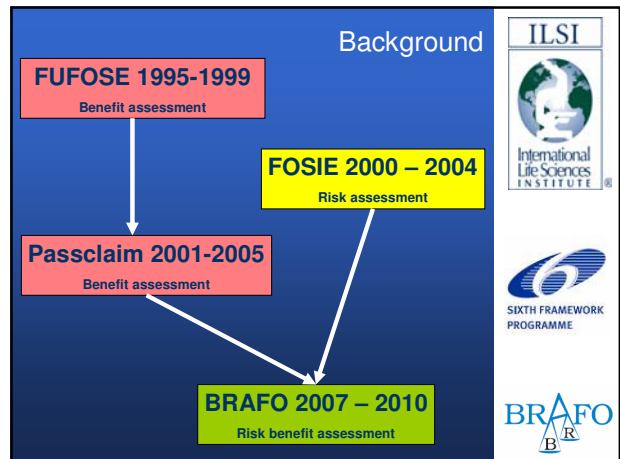 Background
FUFOSE 1995-1999
Benefit assessment
FOSIE 2000 – 2004
Risk assessment
Passclaim 2001-2005
Benefit assessment
BRAFO 2007 – 2010
Risk benefit assessment
ILSI
International
Life Sciences
INSTITUTE ®
6
SIXTH FRAMEWORK
PROGRAMME
BRAFO
B R